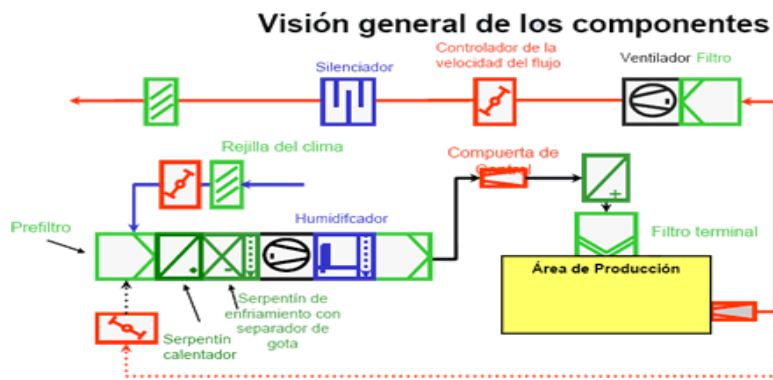 Visión general de los componentes
Controlador de la
velocidad del flujo
Silenciador
Ventilador Filtro
Rejilla del clima
Compuerta de
Control
Prefiltro
Humidifcador
Filtro terminal
Área de Producción
Serpentín de
enfriamiento con
separador de
gota
Serpentín
calentador